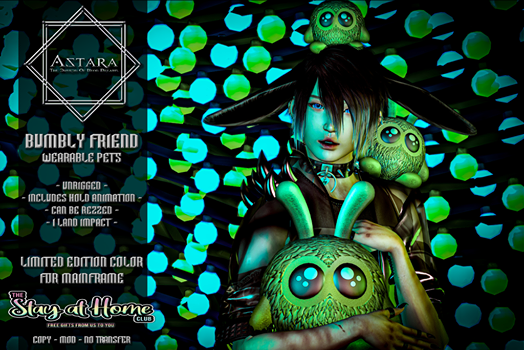 ASTARA
BUMBLY FRIEND
WEARABLE PETS
- UNRIGGED -
- INCLUDES HOLD ANIMATION -
- CAN BE REZZED -
- 1 LAND IMPACT -
LIMITED EDITION COLOR
FOR MAINFRAME
THE
Stay at Home
CLUB
FREE GIFTS FROM US TO YOU
COPY - MOD - NO TRANSFER